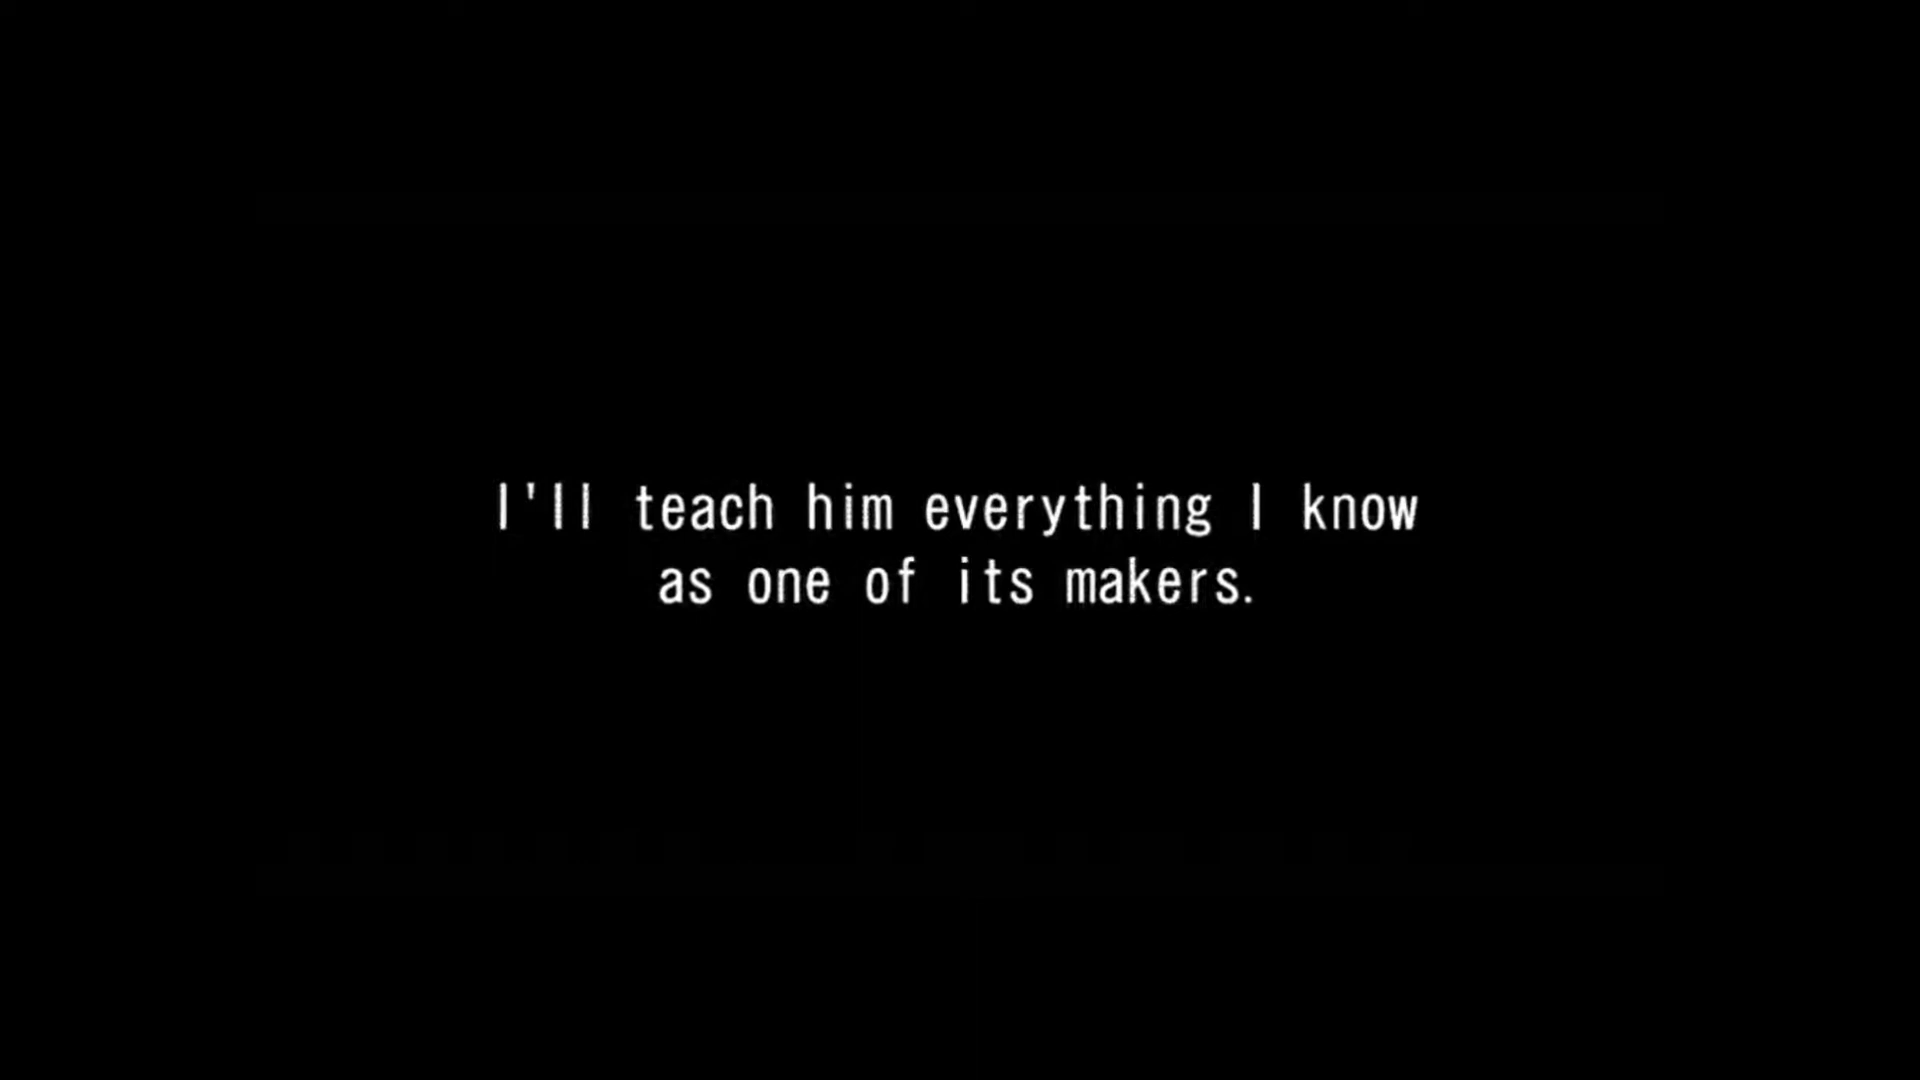 I'll teach him everything I know
as one of its makers.